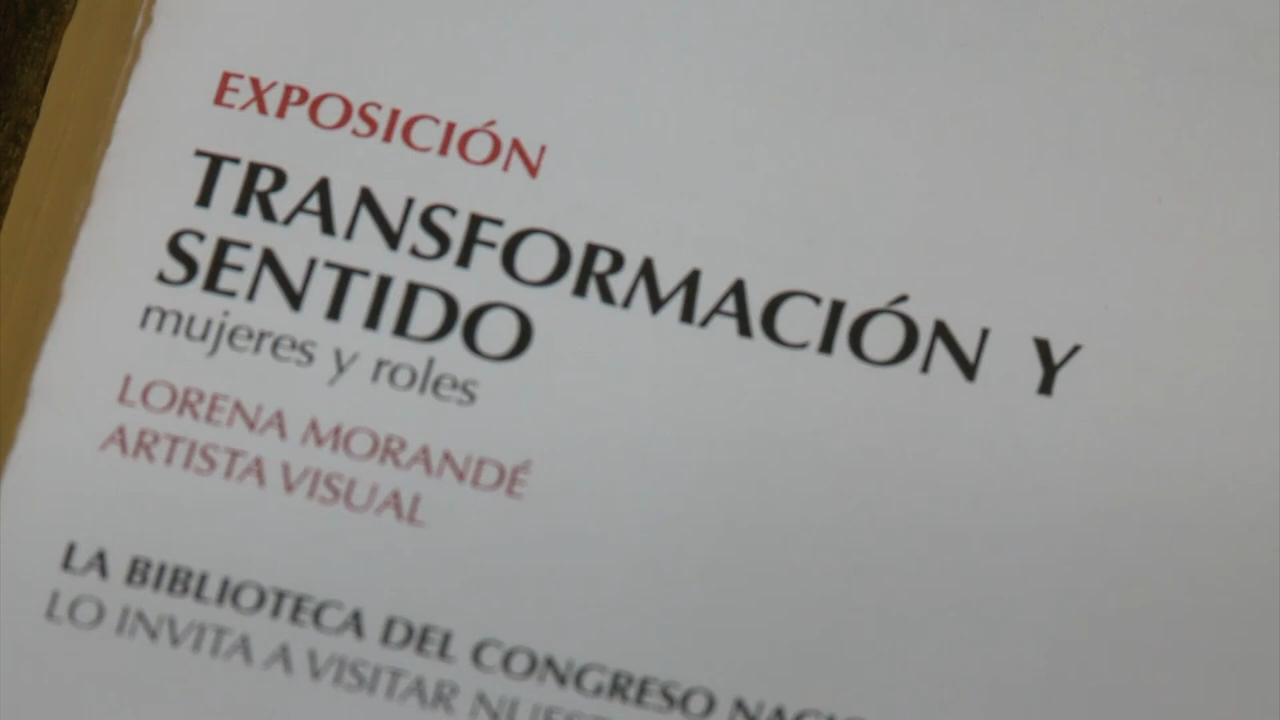 EXPOSICIÓN
TRANSFORMACIÓN Y
SENTIDO
mujeres y roles
LORENA MORANDÉ
ARTISTA VISUAL
LA BIBLIOTECA DEL CONGRESO
LO INVITA A VISITAR